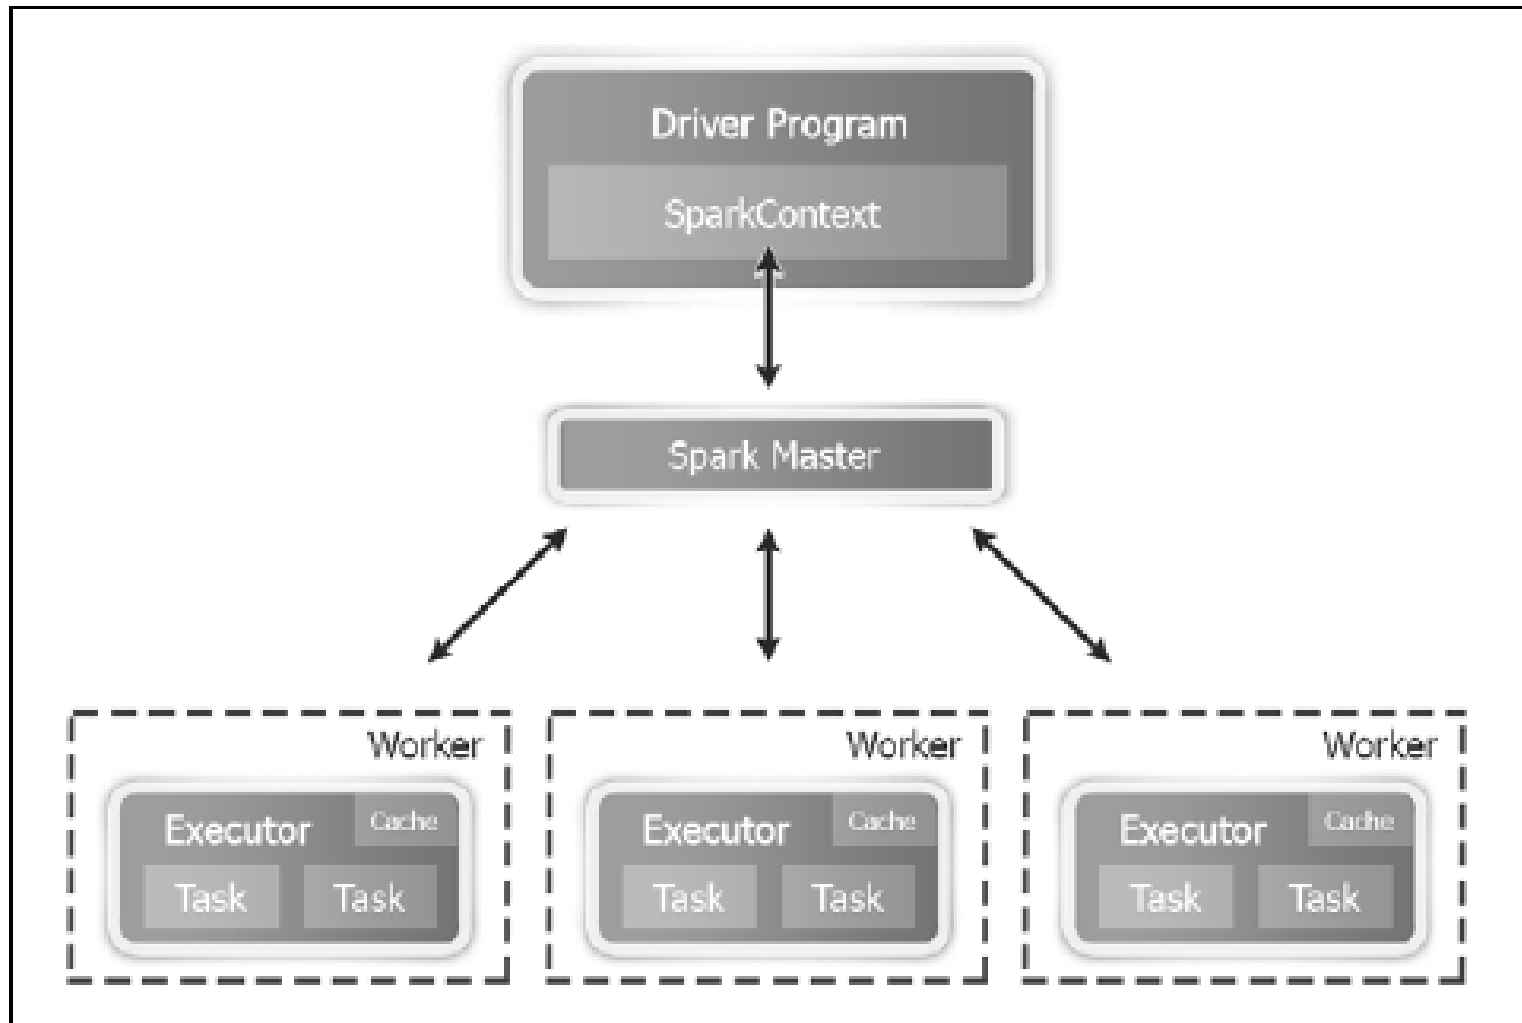 Driver Program
SparkContext
Spark Master
Worker
Executor
Cache
Task
Task
Worker
Executor
Cache
Task
Task
Worker
Executor
Cache
Task
Task